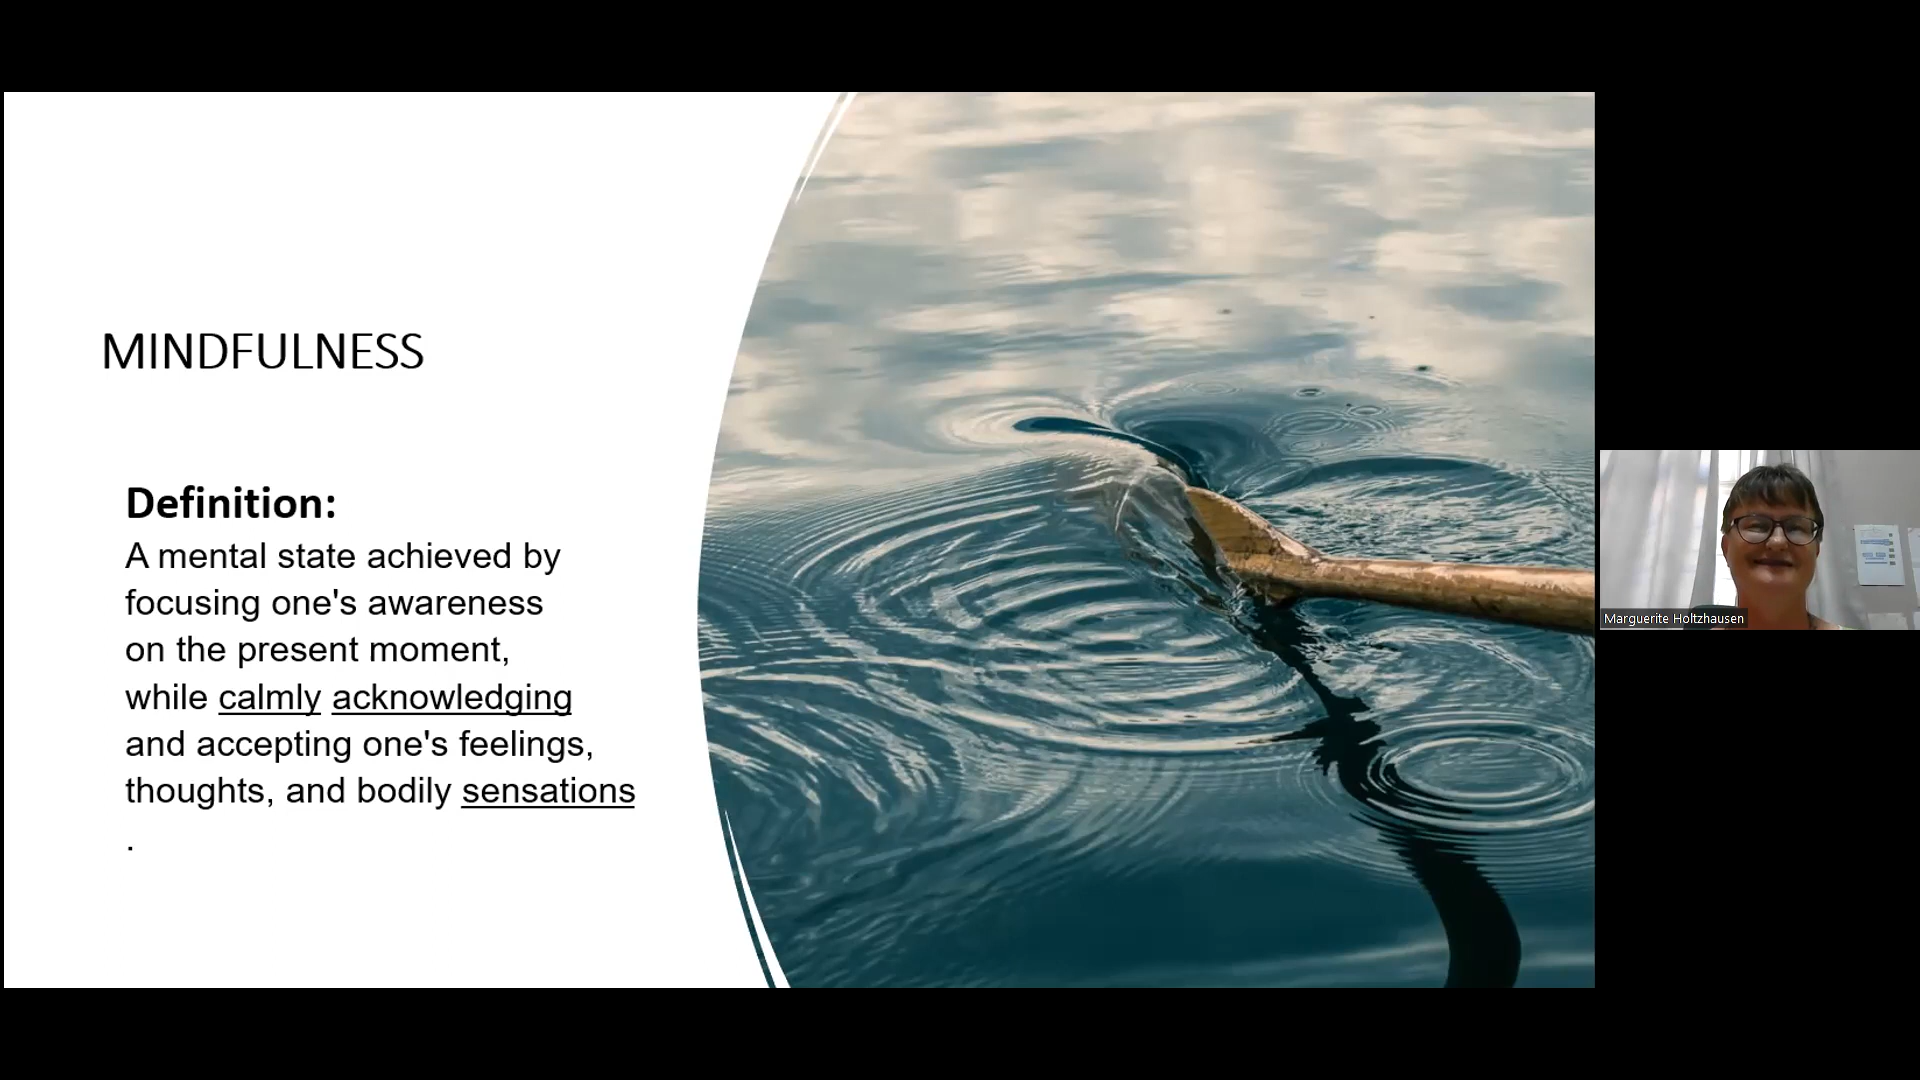 MINDFULNESS
Definition:
A mental state achieved by
focusing one's awareness
on the present moment,
while calmly acknowledging
and accepting one's feelings,
thoughts, and bodily sensations
.
Marguerite Holtzhausen